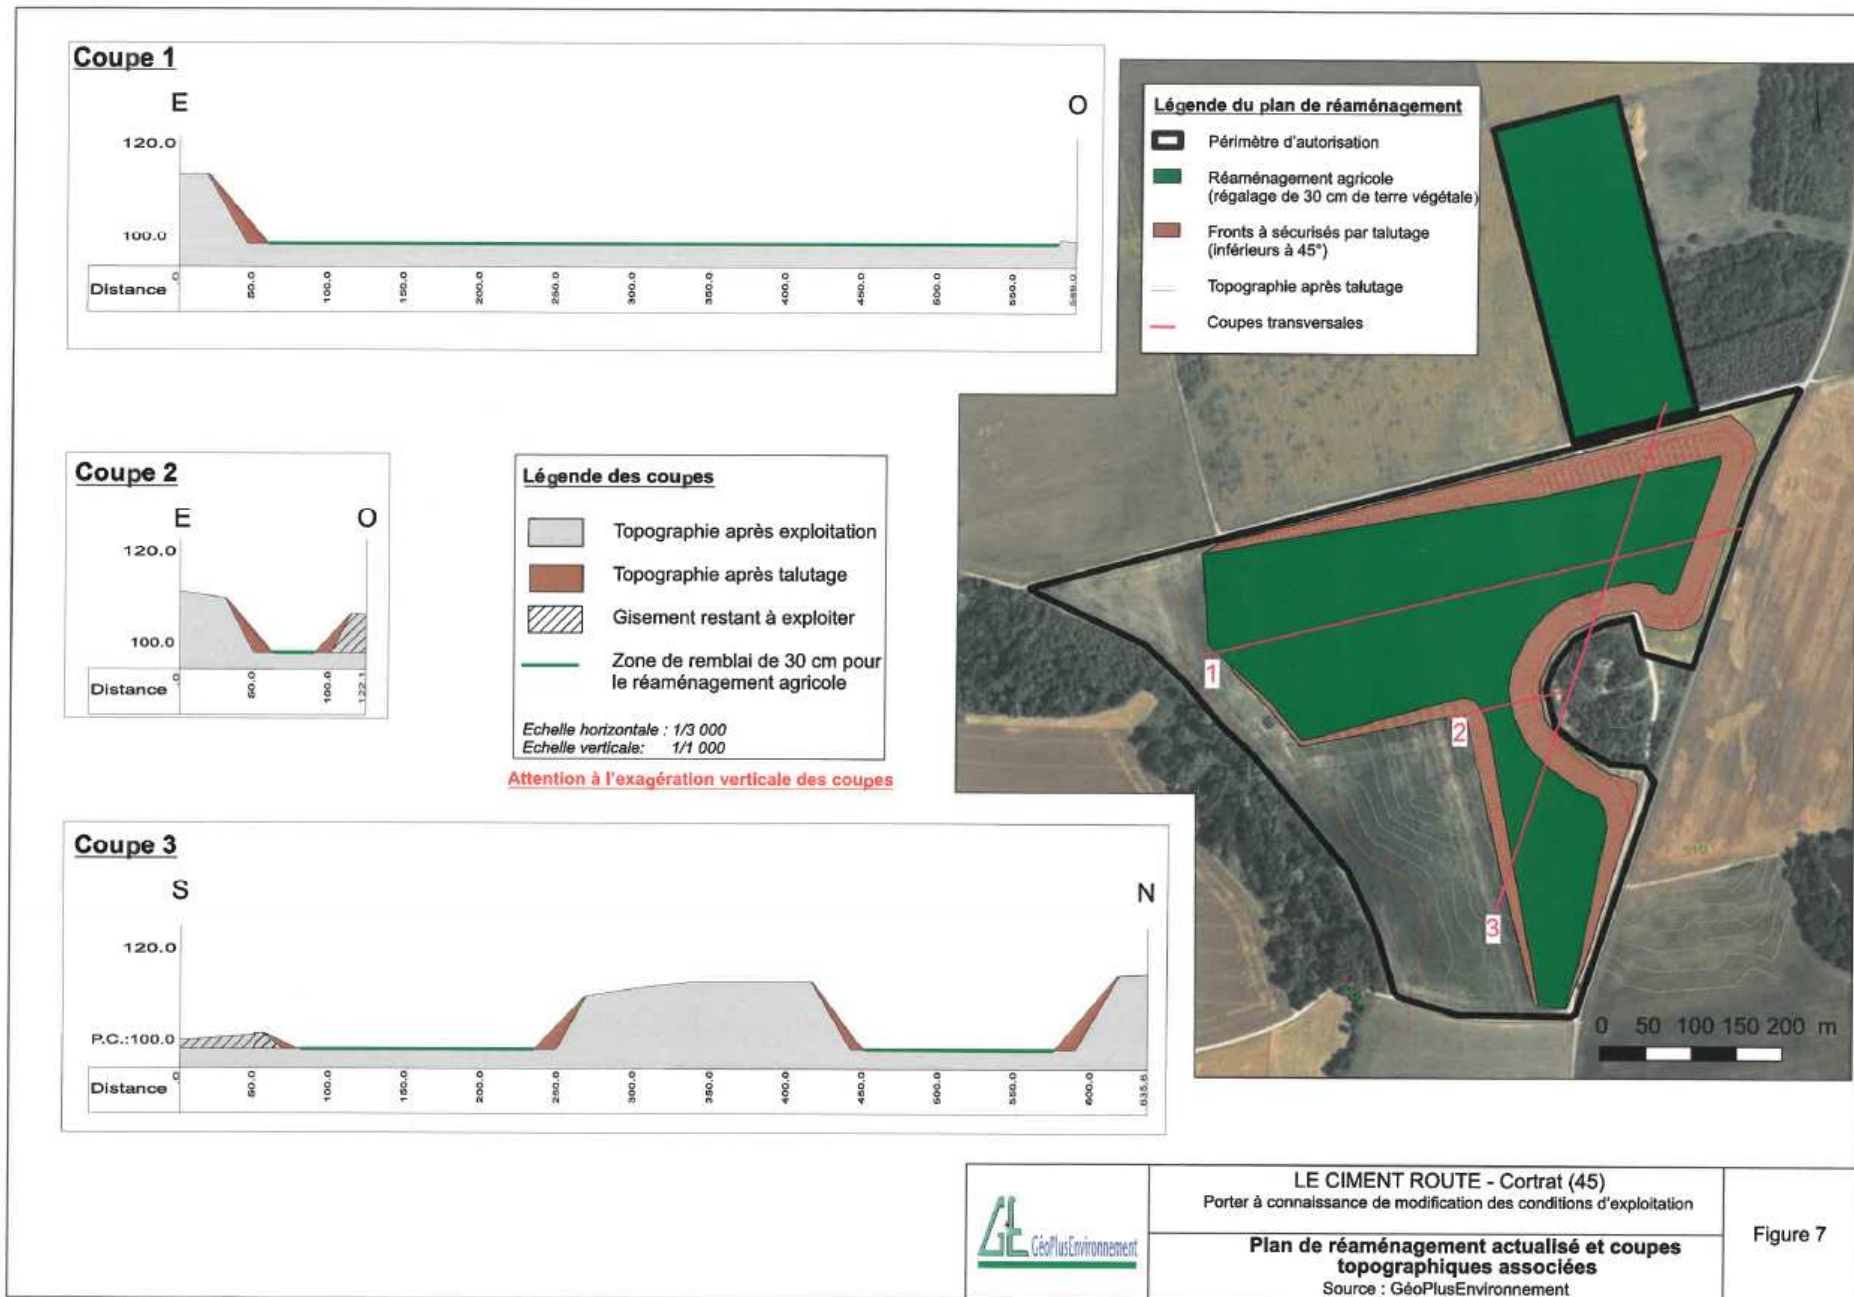 Coupe 1
E
O
120.0
100.0
Distance
0
50.0
100.0
150.0
200.0
250.0
300.0
350.0
400.0
450.0
500.0
550.0
Coupe 2
E
O
120.0
100.0
Distance
0
50.0
100.0
122.1
Légende des coupes
Topographie après exploitation
Topographie après talutage
Gisement restant à exploiter
Zone de remblai de 30 cm pour
le réaménagement agricole
Echelle horizontale : 1/3 000
Echelle verticale: 1/1 000
Attention à l'exagération verticale des coupes
Coupe 3
S
N
120.0
P.C.:100.0
Distance
0
50.0
100.0
150.0
200.0
250.0
300.0
350.0
400.0
450.0
500.0
550.0
600.0
635.6
Légende du plan de réaménagement
Périmètre d'autorisation
Réaménagement agricole
(régalage de 30 cm de terre végétale)
Fronts à sécurisés par talutage
(inférieurs à 45°)
Topographie après talutage
Coupes transversales
1
2
3
0 50 100 150 200 m
GéoPlusEnvironnement
LE CIMENT ROUTE - Cortrat (45)
Porter à connaissance de modification des conditions d'exploitation
Plan de réaménagement actualisé et coupes
topographiques associées
Source : GéoPlusEnvironnement
Figure 7